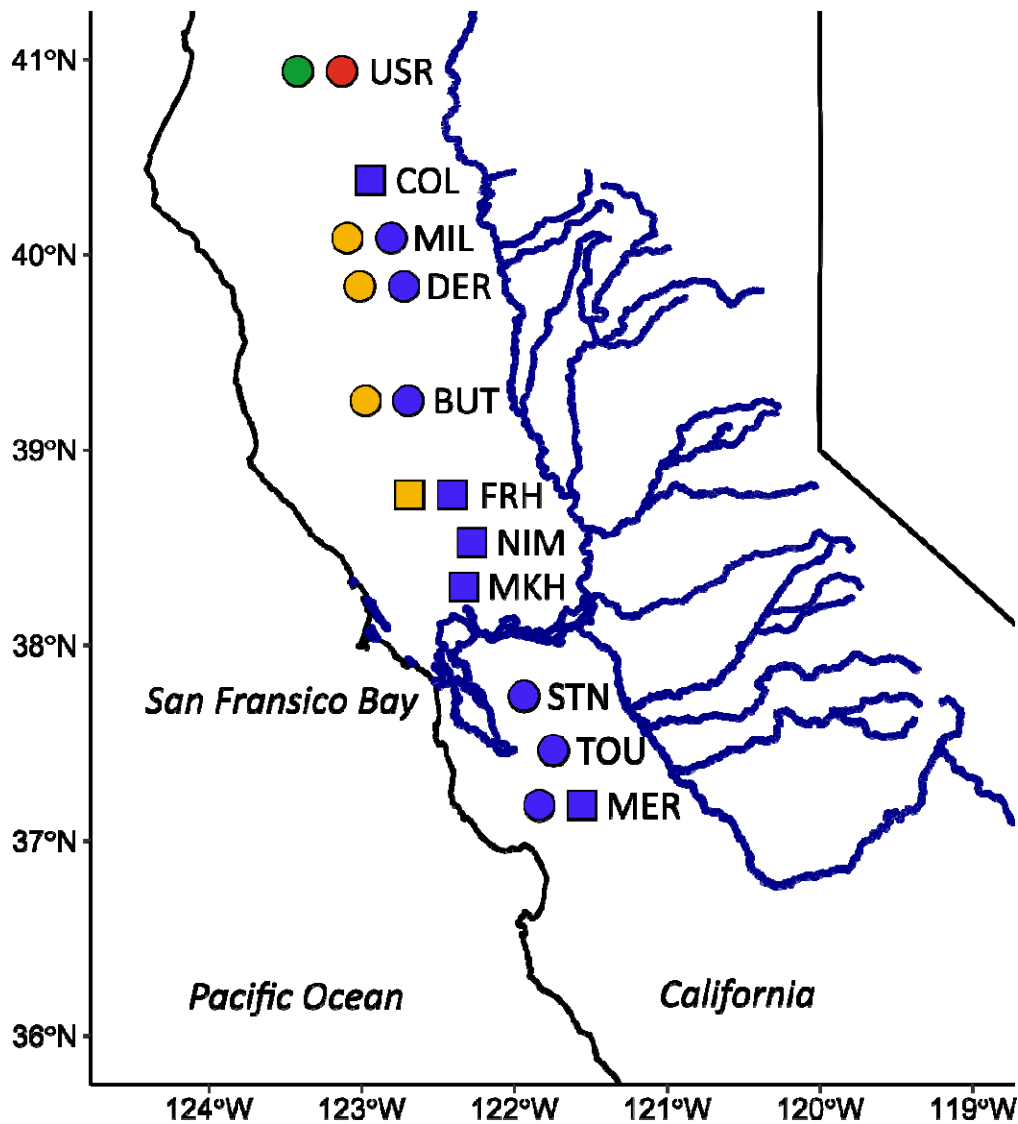 41°N
USR
COL
MIL
40°N
DER
BUT
39°N
FRH
NIM
MKH
38°N
San Fransico Bay
STN
TOU
MER
37°N
Pacific Ocean
California
36°N
124°W 123°W 122°W 121°W 120°W 119°W